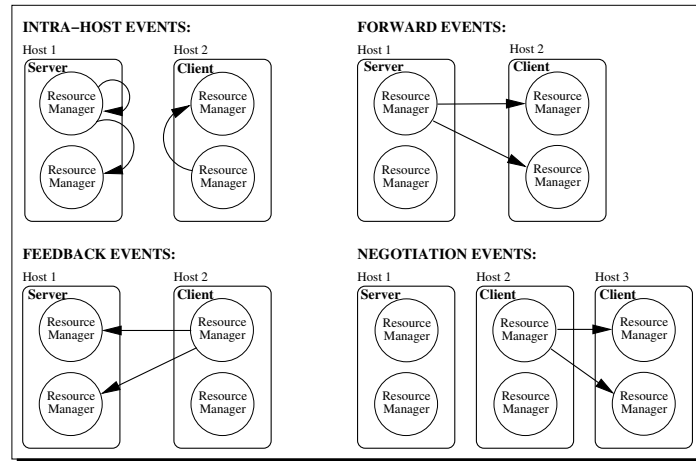 INTRA−HOST EVENTS:
Host 1
Server
Resource
Manager
Resource
Manager
Host 2
Client
Resource
Manager
Resource
Manager
FORWARD EVENTS:
Host 1
Server
Resource
Manager
Resource
Manager
Host 2
Client
Resource
Manager
Resource
Manager
FEEDBACK EVENTS:
Host 1
Server
Resource
Manager
Resource
Manager
Host 2
Client
Resource
Manager
Resource
Manager
NEGOTIATION EVENTS:
Host 1
Server
Resource
Manager
Resource
Manager
Host 2
Client
Resource
Manager
Resource
Manager
Host 3
Client
Resource
Manager
Resource
Manager